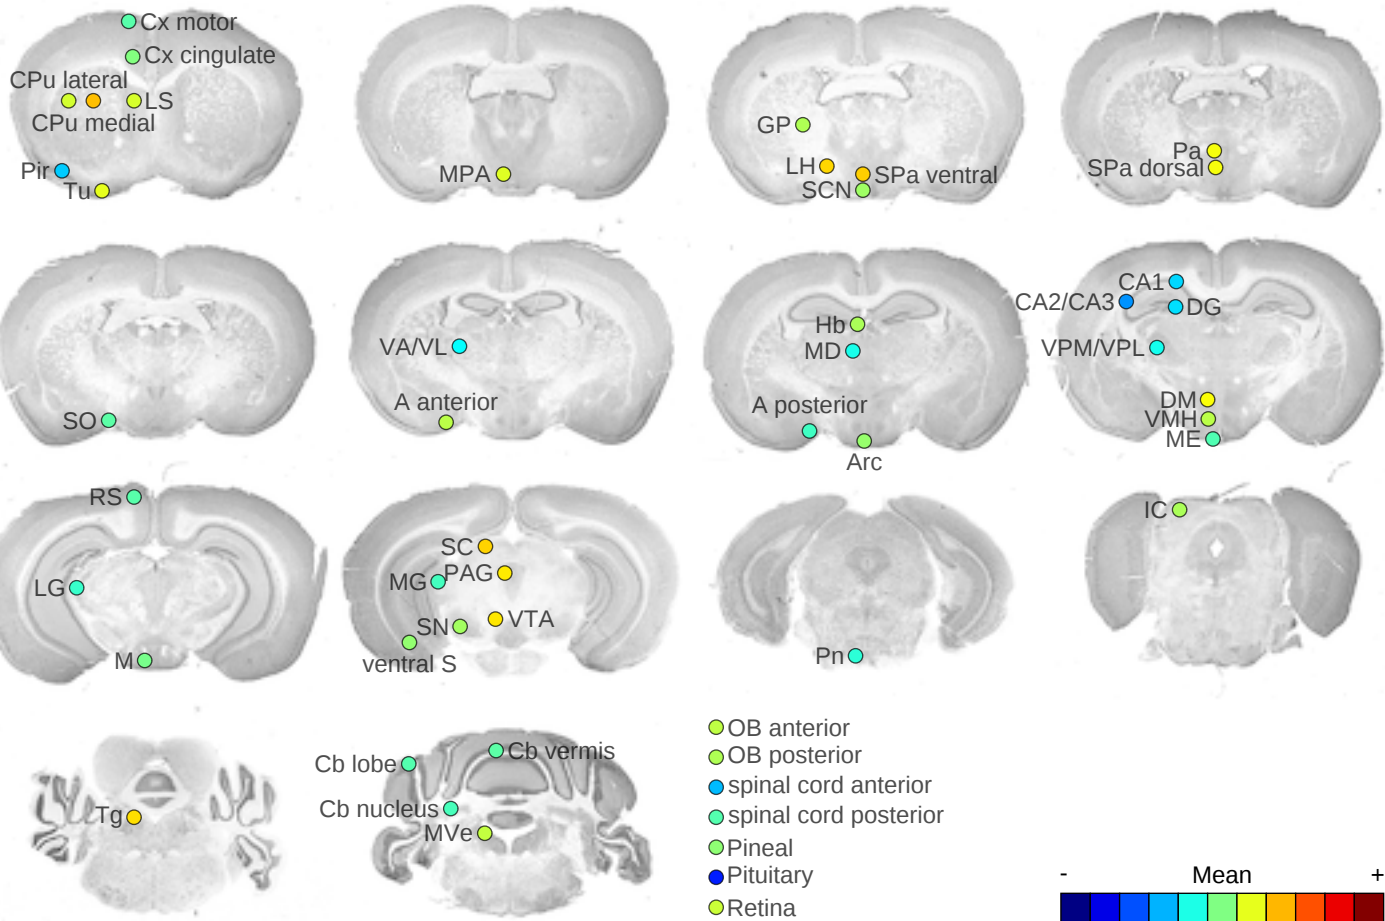 Cx motor
Cx cingulate
CPu lateral
LS
CPu medial
Pir
Tu
MPA
GP
LH
SPa ventral
SCN
Pa
SPa dorsal
SO
VA/VL
A anterior
Hb
MD
A posterior
Arc
CA1
CA2/CA3
DG
VPM/VPL
DM
VMH
ME
RS
LG
M
SC
PAG
MG
VTA
SN
ventral S
Pn
IC
Tg
Cb vermis
Cb lobe
Cb nucleus
MVe
OB anterior
OB posterior
spinal cord anterior
spinal cord posterior
Pineal
Pituitary
Retina
- Mean +